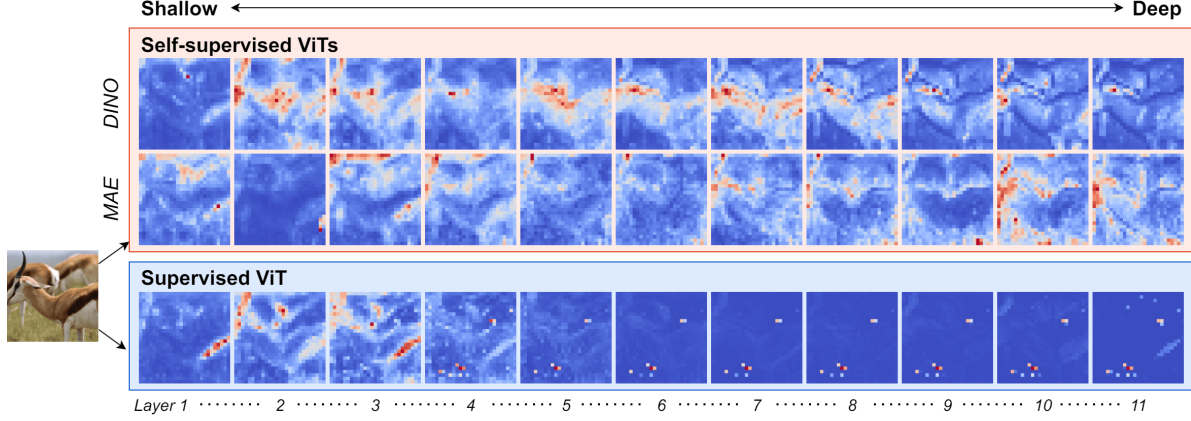 Shallow Deep
Self-supervised ViTs
DINO
MAE
Supervised ViT
Layer 1 2 3 4 5 6 7 8 9 10 11